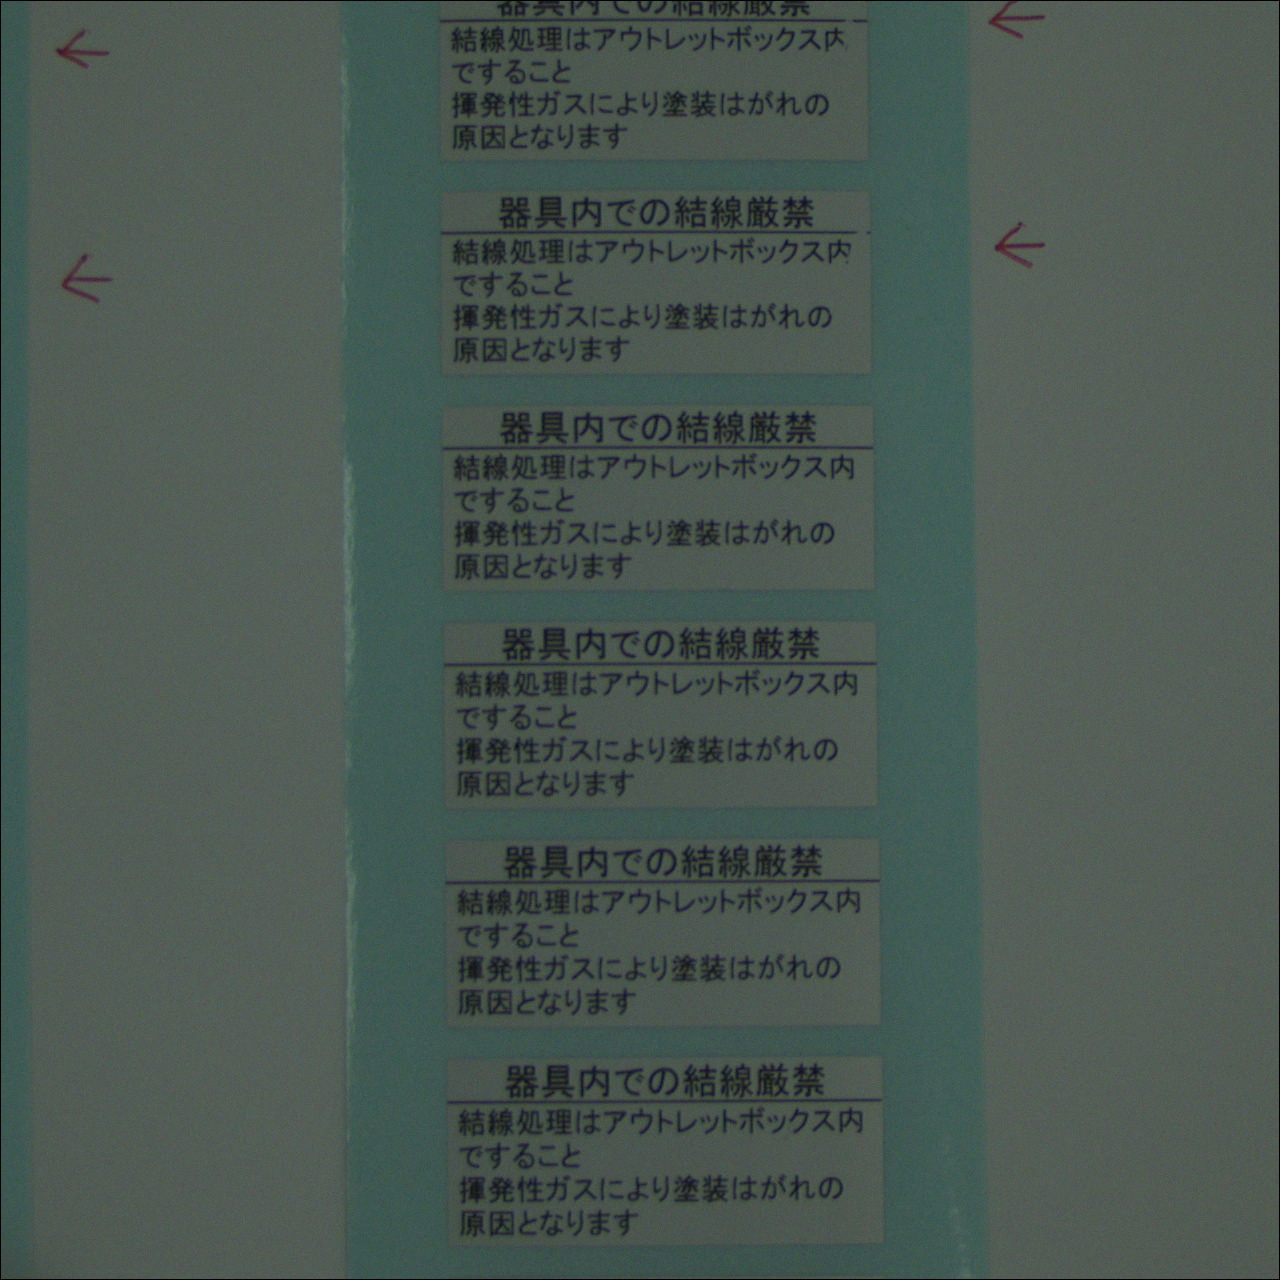 器具内での結線厳禁
結線処理はアウトレットボックス内
ですること
揮発性ガスにより塗装はがれの
原因となります
器具内での結線厳禁
結線処理はアウトレットボックス内
ですること
揮発性ガスにより塗装はがれの
原因となります
器具内での結線厳禁
結線処理はアウトレットボックス内
ですること
揮発性ガスにより塗装はがれの
原因となります
器具内での結線厳禁
結線処理はアウトレットボックス内
ですること
揮発性ガスにより塗装はがれの
原因となります
器具内での結線厳禁
結線処理はアウトレットボックス内
ですること
揮発性ガスにより塗装はがれの
原因となります
器具内での結線厳禁
結線処理はアウトレットボックス内
ですること
揮発性ガスにより塗装はがれの
原因となります